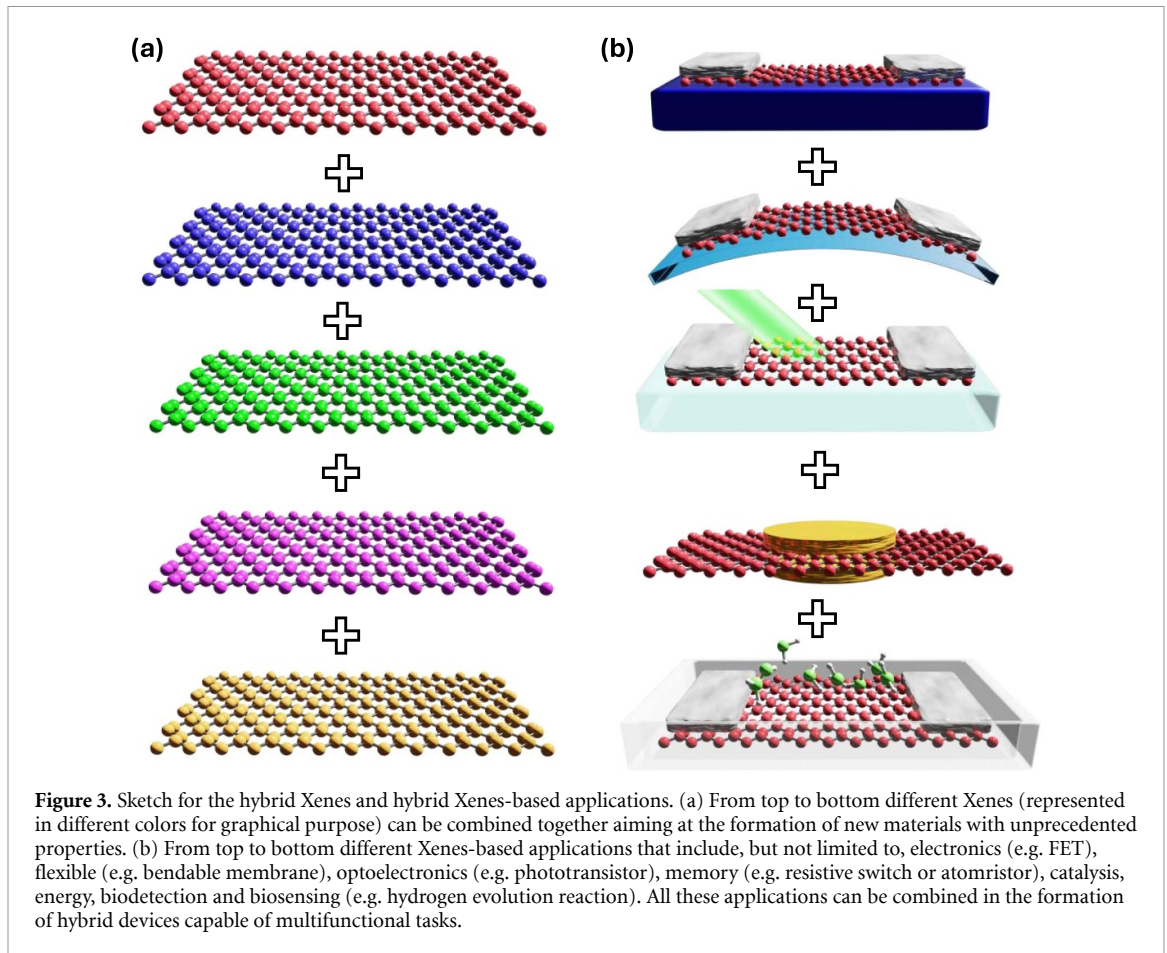 (a)
(b)
Figure 3. Sketch for the hybrid Xenes and hybrid Xenes-based applications. (a) From top to bottom different Xenes (represented
in different colors for graphical purpose) can be combined together aiming at the formation of new materials with unprecedented
properties. (b) From top to bottom different Xenes-based applications that include, but not limited to, electronics (e.g. FET),
flexible (e.g. bendable membrane), optoelectronics (e.g. phototransistor), memory (e.g. resistive switch or atomristor), catalysis,
energy, biodetection and biosensing (e.g. hydrogen evolution reaction). All these applications can be combined in the formation
of hybrid devices capable of multifunctional tasks.